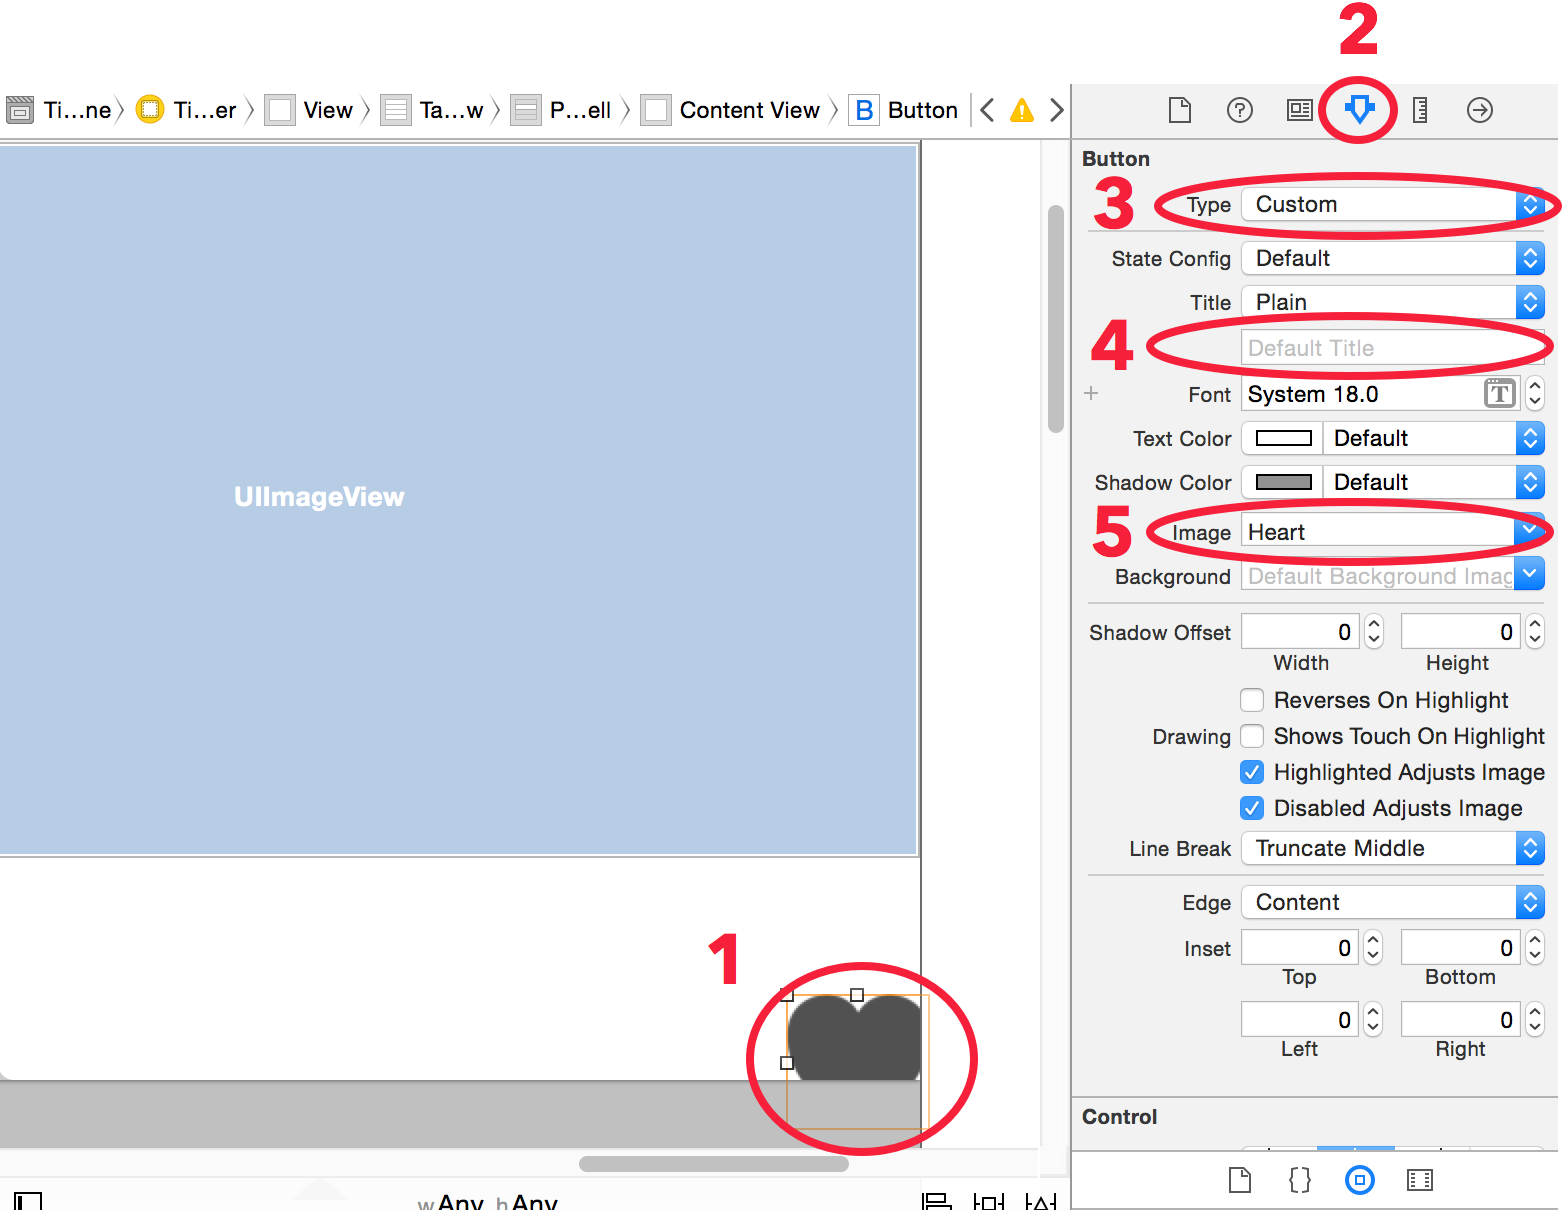 2
Ti...ne Ti...er View Ta...w P...ell Content View B Button
Button
3 Type Custom
State Config Default
Title Plain
4 Default Title
Font System 18.0 T
Text Color Default
Shadow Color Default
UIImageView
5 Image Heart
Background Default Background Imag
Shadow Offset 0 0
Width Height
Reverses On Highlight
Drawing Shows Touch On Highlight
Highlighted Adjusts Image
Disabled Adjusts Image
Line Break Truncate Middle
Edge Content
1
Inset 0 0
Top Bottom
0 0
Left Right
Control
wAny hAny